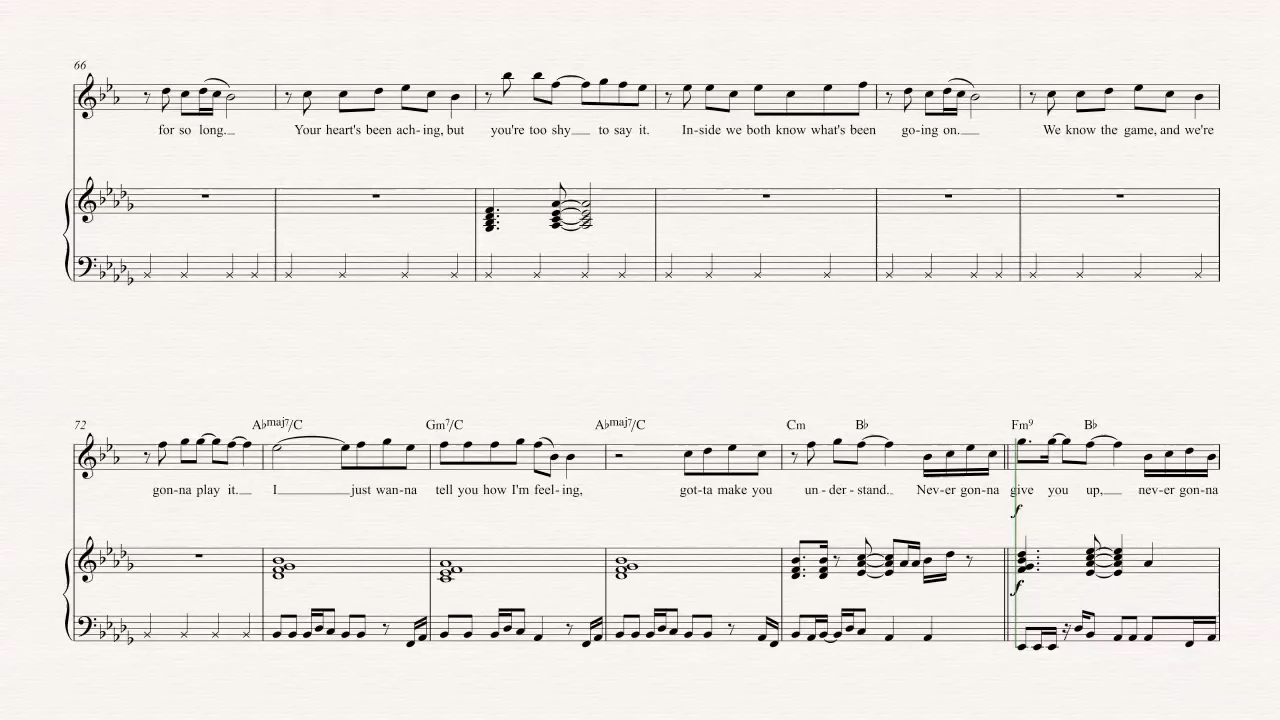 66
for so long.
Your heart's been ach-ing, but
you're too shy to say it.
In-side we both know what's been
go-ing on.
We know the game, and we're
72
A♭maj7/C
Gm7/C
A♭maj7/C
Cm
B♭
Fm9
B♭
gon-na play it.
I just wan-na
tell you how I'm feel-ing,
got-ta make you
un-der-stand.
Nev-er gon-na
give you up,
nev-er gon-na
f
f